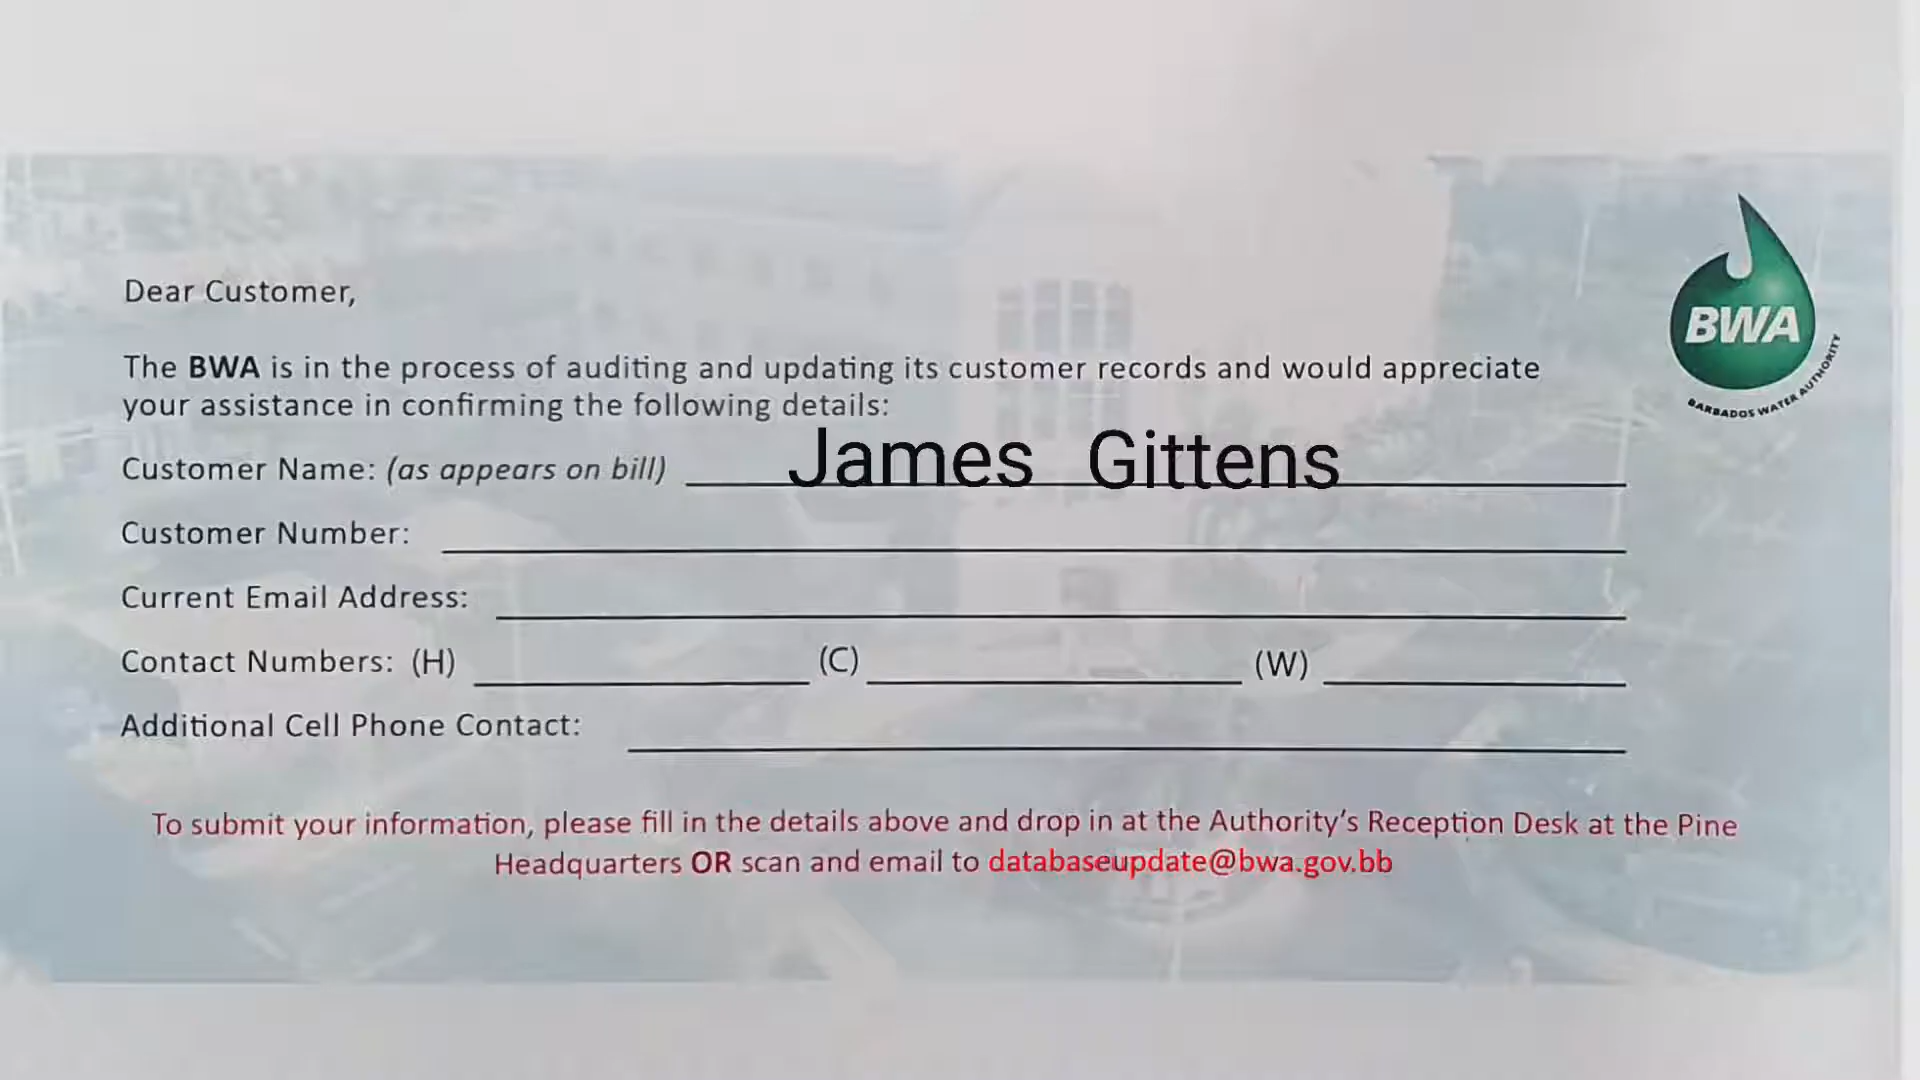 Dear Customer,
The BWA is in the process of auditing and updating its customer records and would appreciate
your assistance in confirming the following details:
Customer Name: (as appears on bill) James Gittens
Customer Number:
Current Email Address:
Contact Numbers: (H) (C) (W)
Additional Cell Phone Contact:
To submit your information, please fill in the details above and drop in at the Authority's Reception Desk at the Pine
Headquarters OR scan and email to databaseupdate@bwa.gov.bb
BWA
BARBADOS WATER AUTHORITY